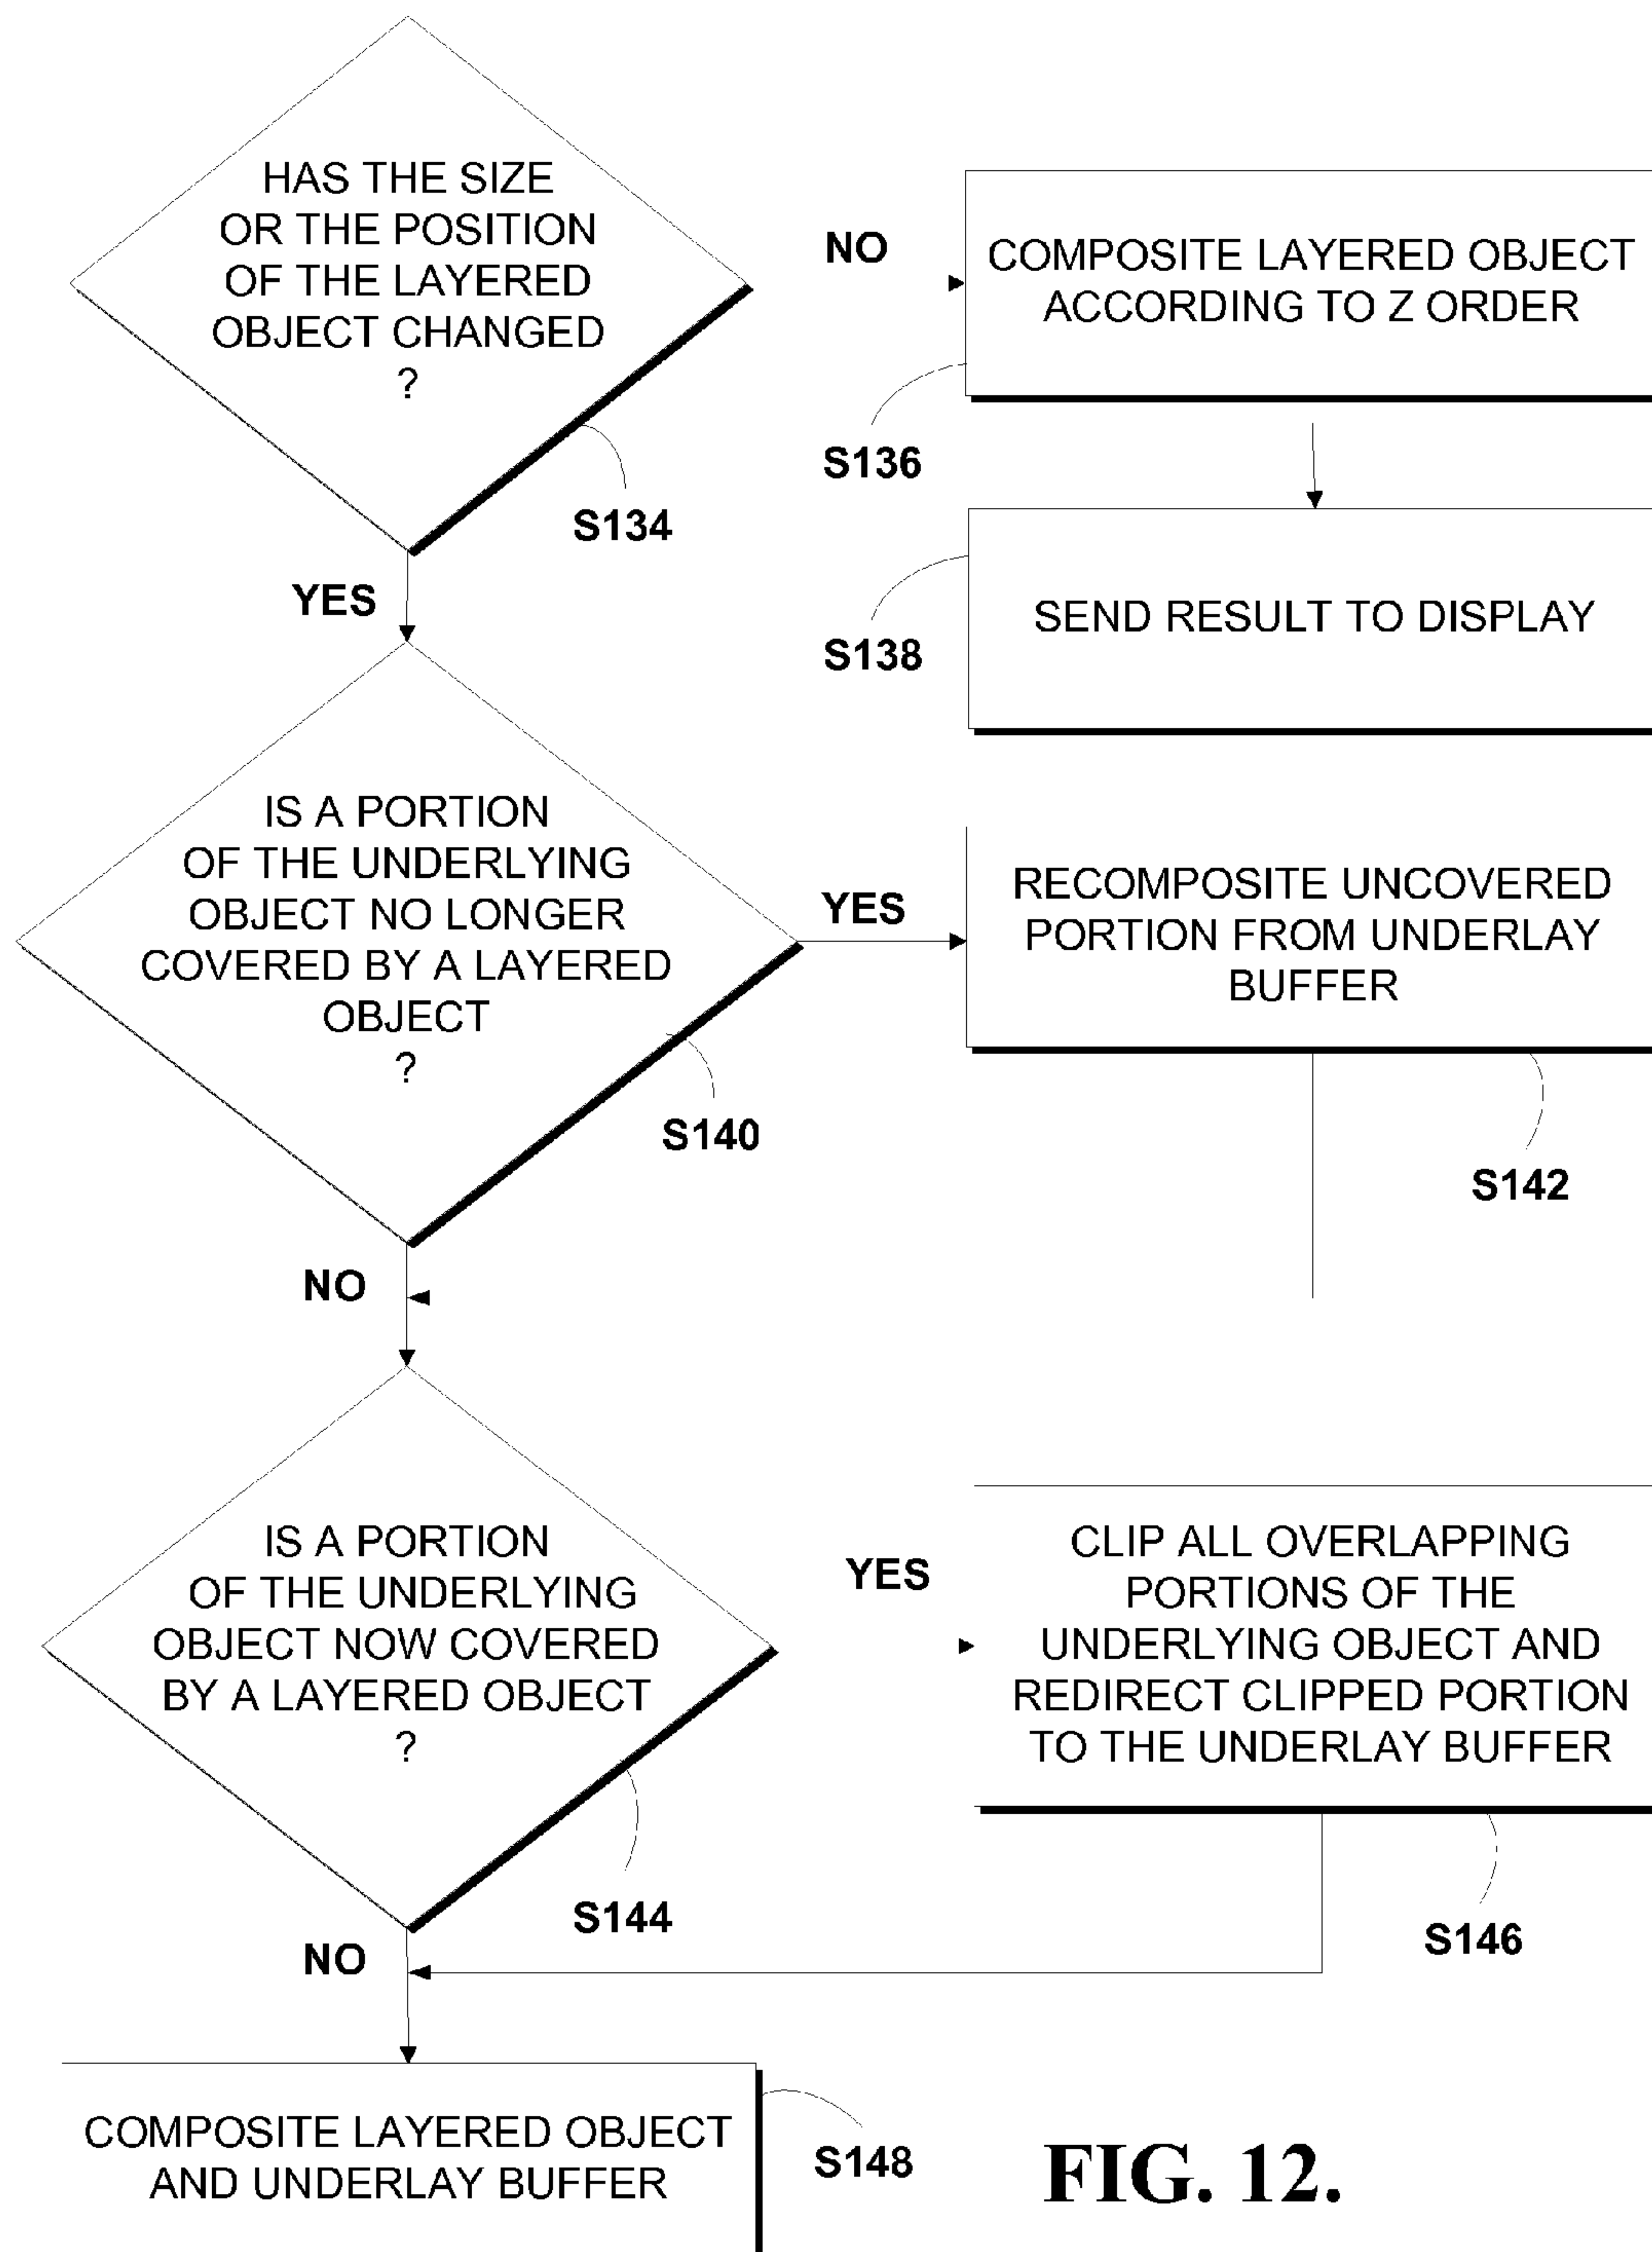 HAS THE SIZE
OR THE POSITION
OF THE LAYERED
OBJECT CHANGED
?
S134
NO
COMPOSITE LAYERED OBJECT
ACCORDING TO Z ORDER
S136
SEND RESULT TO DISPLAY
S138
YES
IS A PORTION
OF THE UNDERLYING
OBJECT NO LONGER
COVERED BY A LAYERED
OBJECT
?
S140
YES
RECOMPOSITE UNCOVERED
PORTION FROM UNDERLAY
BUFFER
S142
NO
IS A PORTION
OF THE UNDERLYING
OBJECT NOW COVERED
BY A LAYERED OBJECT
?
S144
YES
CLIP ALL OVERLAPPING
PORTIONS OF THE
UNDERLYING OBJECT AND
REDIRECT CLIPPED PORTION
TO THE UNDERLAY BUFFER
S146
NO
COMPOSITE LAYERED OBJECT
AND UNDERLAY BUFFER
S148
FIG. 12.